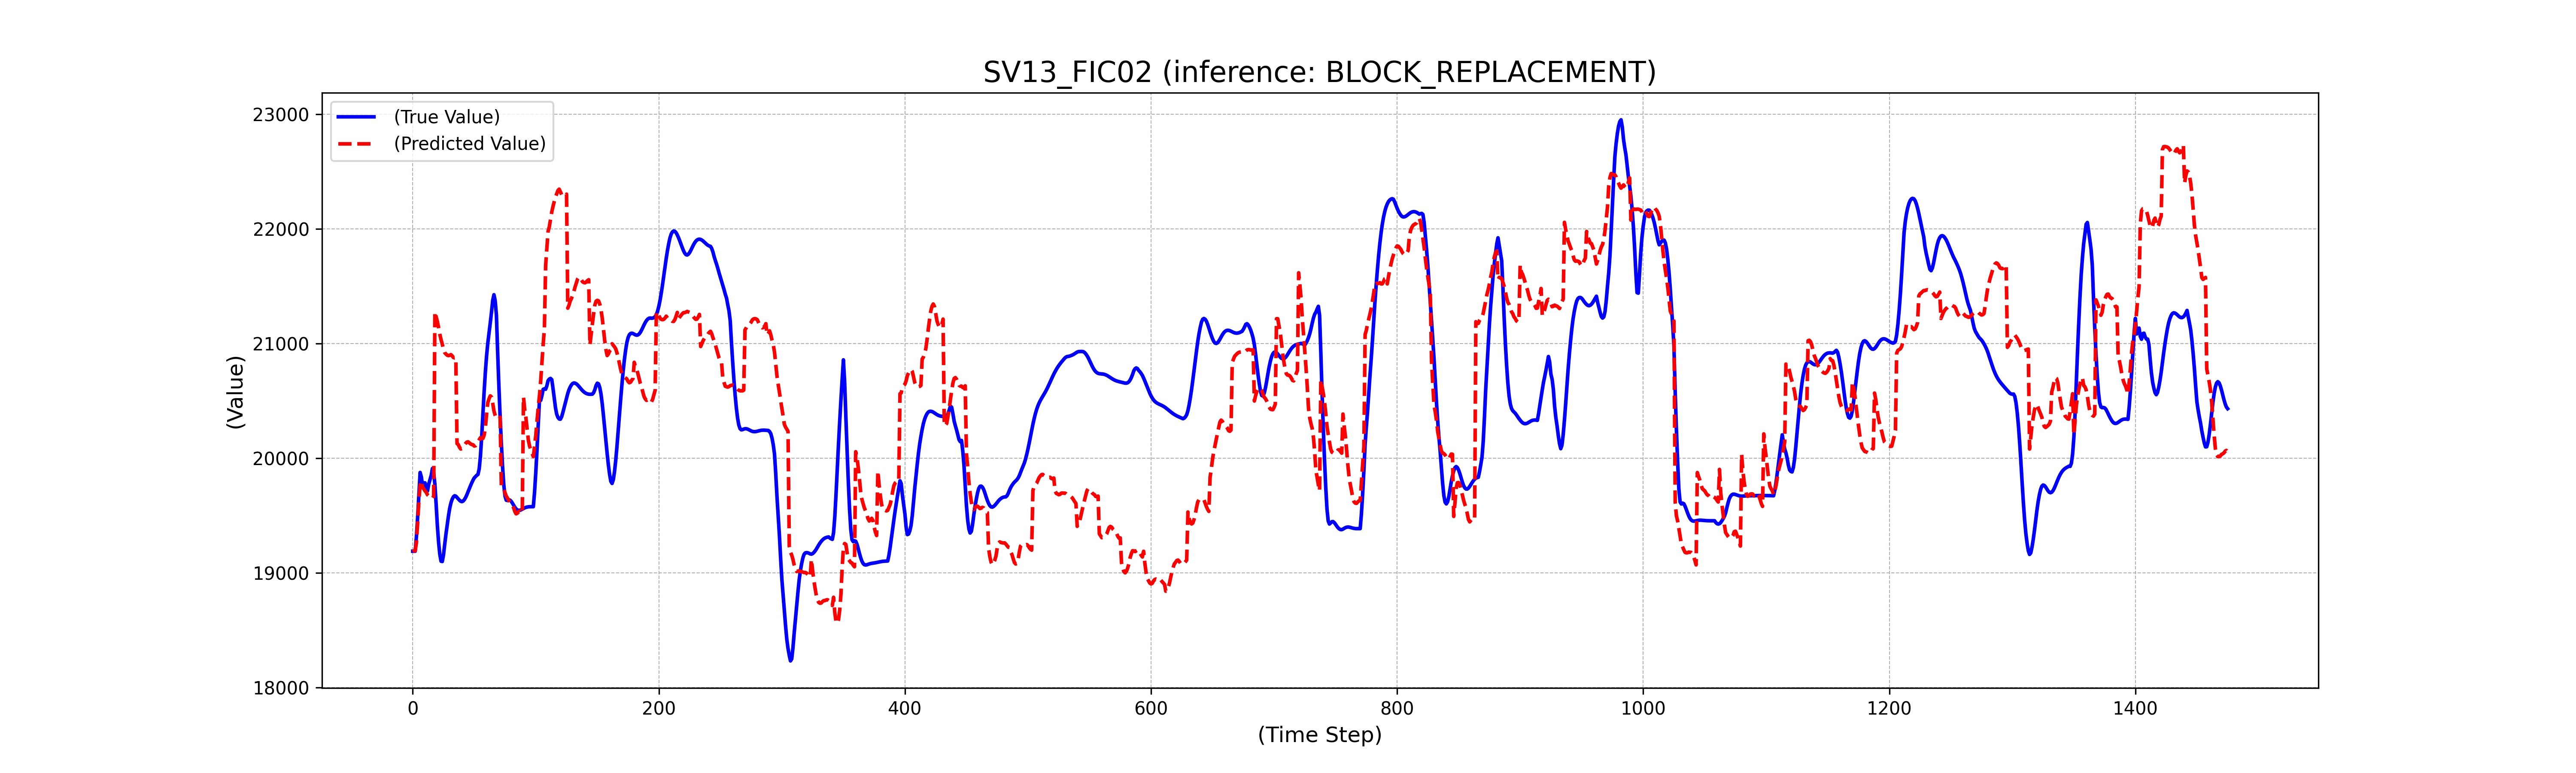 SV13_FIC02 (inference: BLOCK_REPLACEMENT)
(True Value)
(Predicted Value)
(Value)
23000
22000
21000
20000
19000
18000
0 200 400 600 800 1000 1200 1400
(Time Step)